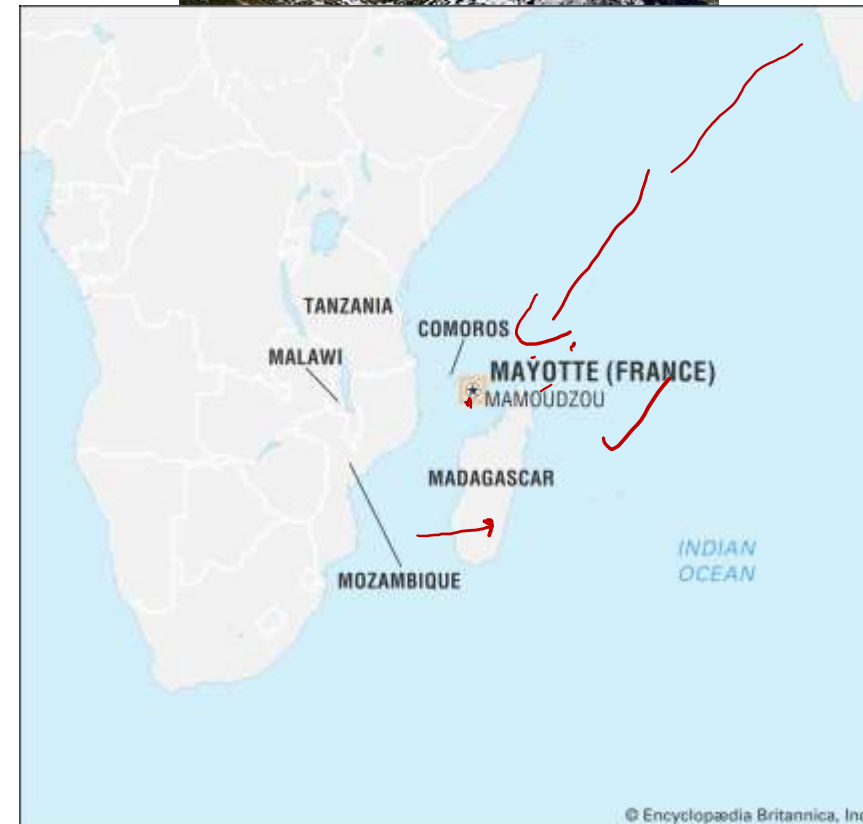 TANZANIA
COMOROS
MALAWI
MAYOTTE (FRANCE)
MAMOUDZOU
MADAGASCAR
INDIAN
OCEAN
MOZAMBIQUE
© Encyclopædia Britannica, Inc